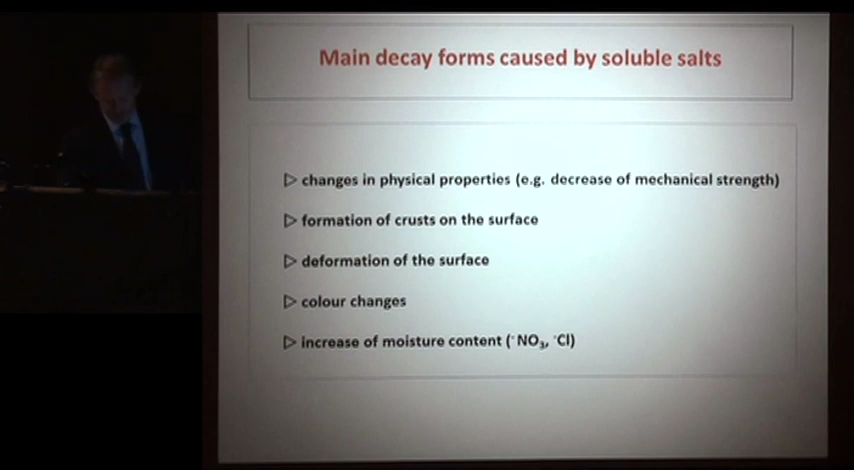 Main decay forms caused by soluble salts
▷ changes in physical properties (e.g. decrease of mechanical strength)
▷ formation of crusts on the surface
▷ deformation of the surface
▷ colour changes
▷ increase of moisture content (⁻NO₃, ⁻Cl)